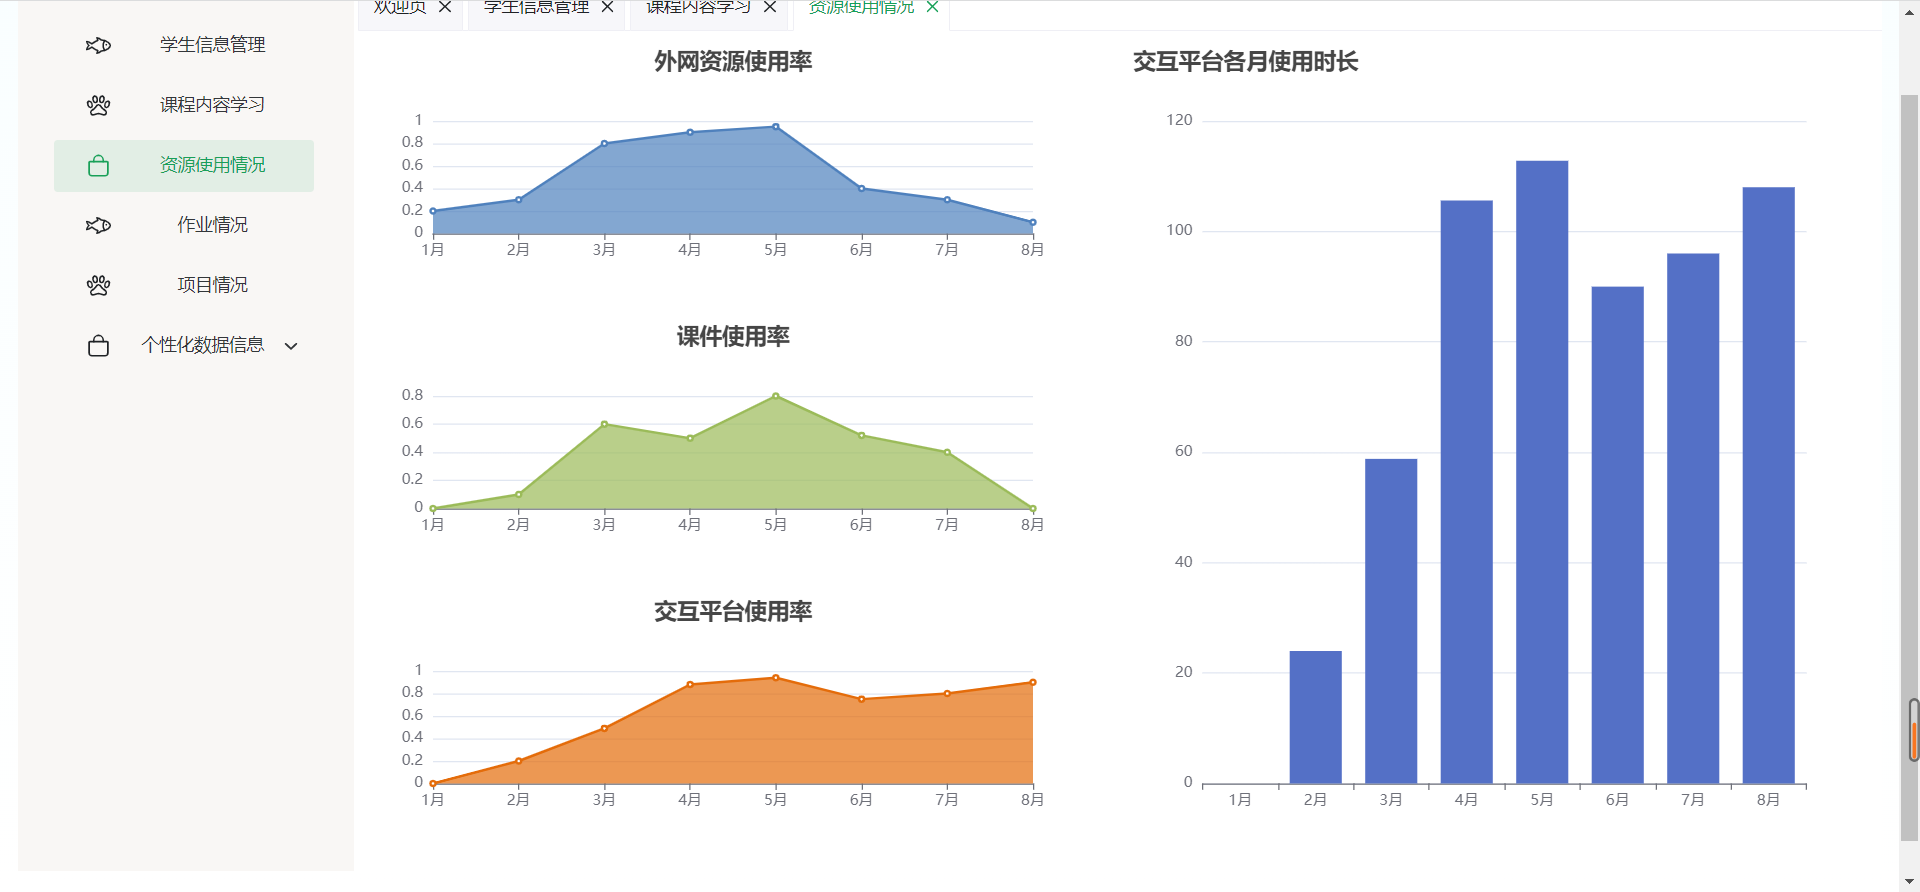 欢迎页
学生信息管理
课程内容学习
资源使用情况
学生信息管理
课程内容学习
资源使用情况
作业情况
项目情况
个性化数据信息
外网资源使用率
1
0.8
0.6
0.4
0.2
0
1月 2月 3月 4月 5月 6月 7月 8月
课件使用率
0.8
0.6
0.4
0.2
0
1月 2月 3月 4月 5月 6月 7月 8月
交互平台使用率
1
0.8
0.6
0.4
0.2
0
1月 2月 3月 4月 5月 6月 7月 8月
交互平台各月使用时长
120
100
80
60
40
20
0
1月 2月 3月 4月 5月 6月 7月 8月